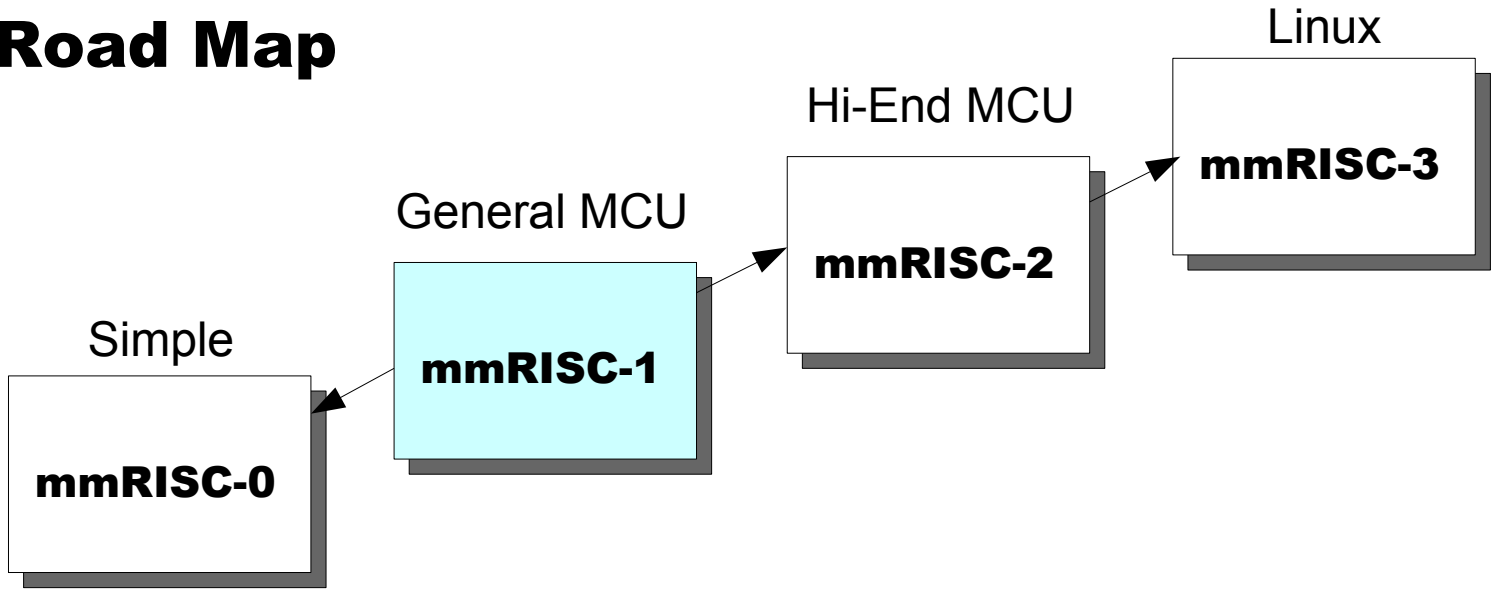 Road Map
Linux
mmRISC-3
Hi-End MCU
mmRISC-2
General MCU
mmRISC-1
Simple
mmRISC-0